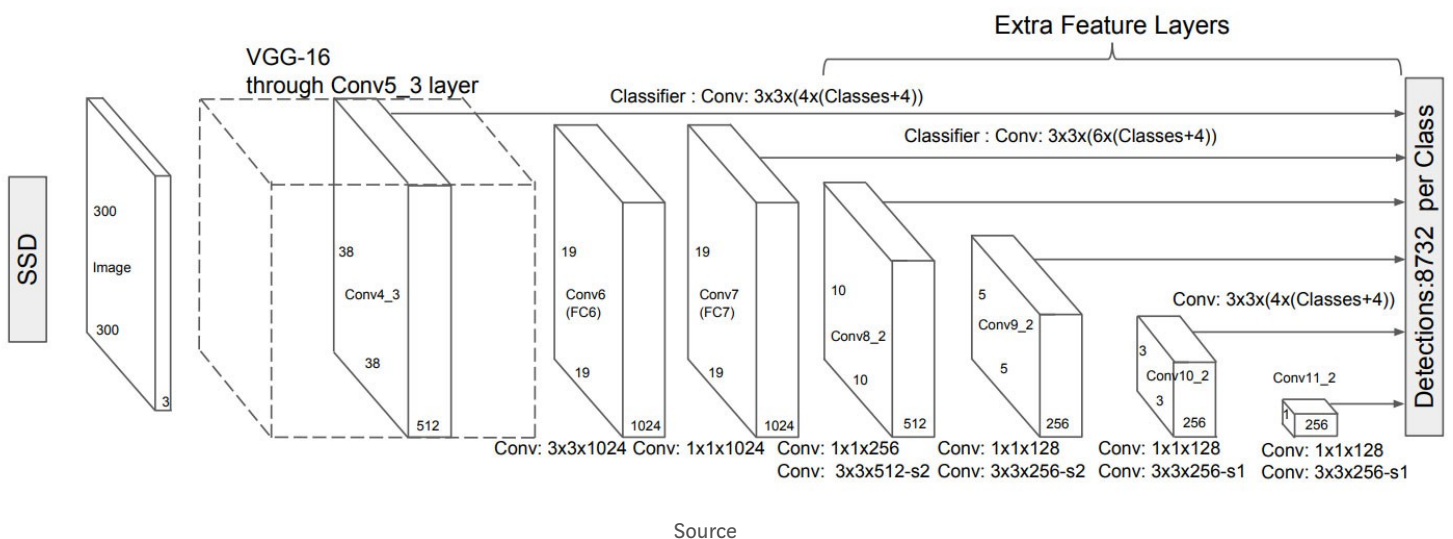 Extra Feature Layers
VGG-16
through Conv5_3 layer
Classifier : Conv: 3x3x(4x(Classes+4))
Classifier : Conv: 3x3x(6x(Classes+4))
SSD
300
Image
300
3
38
Conv4_3
38
512
19
Conv6
(FC6)
19
1024
19
Conv7
(FC7)
19
1024
10
Conv8_2
10
512
5
Conv9_2
5
256
Conv: 3x3x(4x(Classes+4))
3
Conv10_2
3
256
Conv11_2
1
256
Detections:8732 per Class
Conv: 3x3x1024
Conv: 1x1x1024
Conv: 1x1x256
Conv: 3x3x512-s2
Conv: 1x1x128
Conv: 3x3x256-s2
Conv: 1x1x128
Conv: 3x3x256-s1
Conv: 1x1x128
Conv: 3x3x256-s1
Source